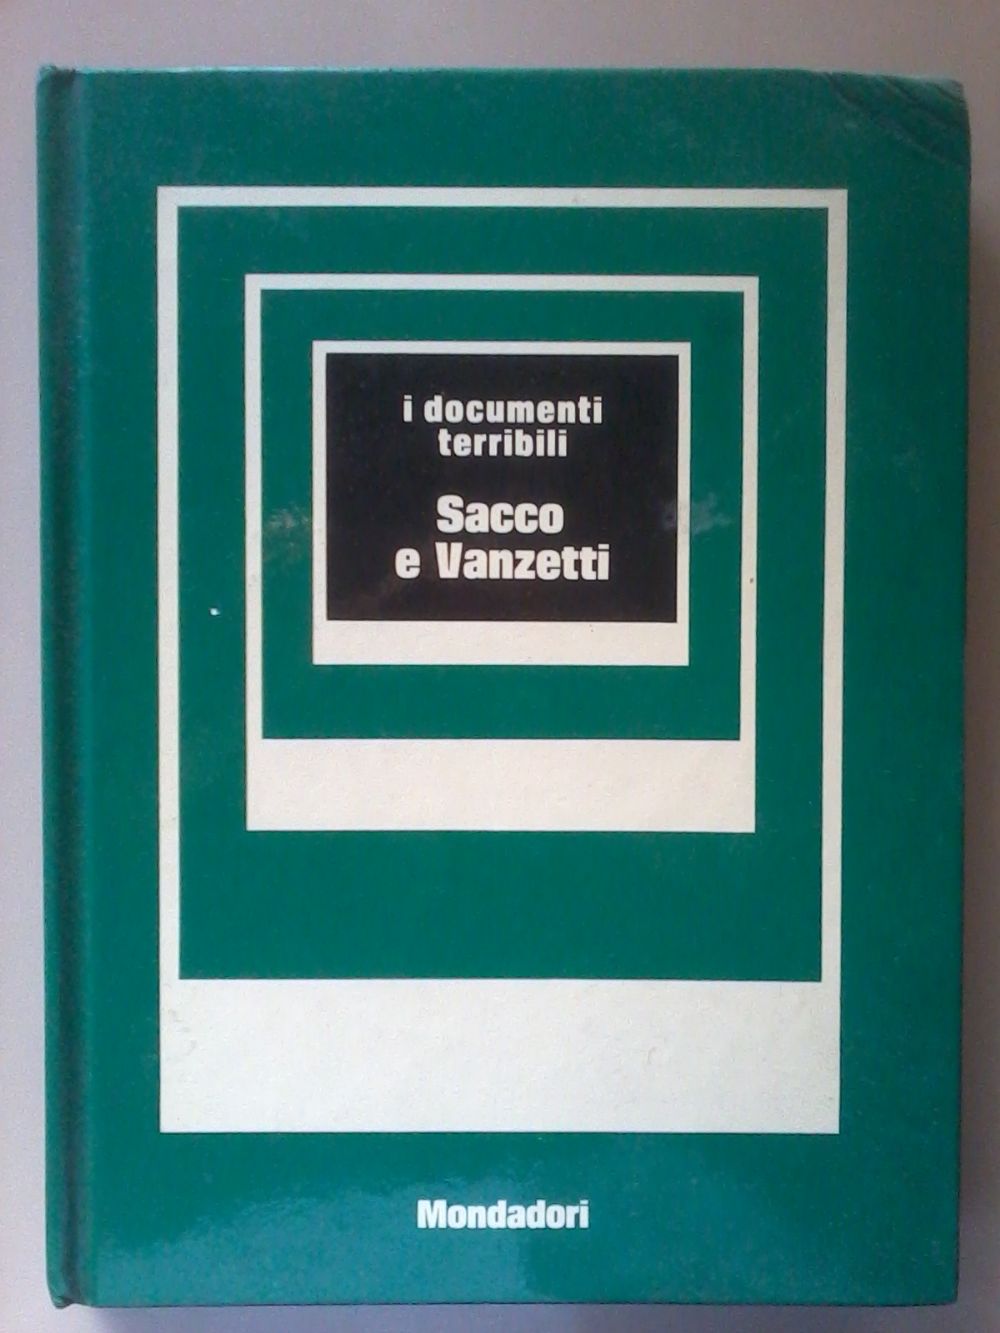 i documenti
terribili
Sacco
e Vanzetti
Mondadori